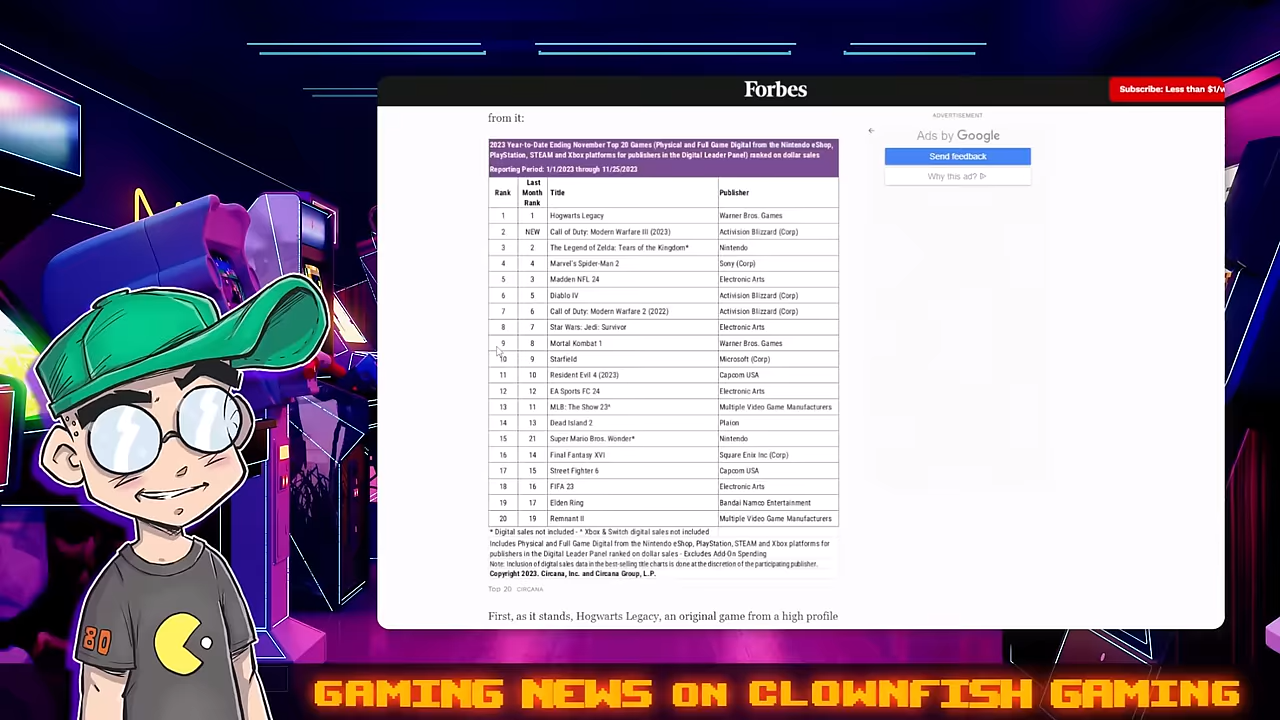 Forbes
Subscribe: Less than $1/w
from it:
ADVERTISEMENT
Ads by Google
Send feedback
Why this ad?
2023 Year-to-Date Ending November Top 20 Games (Physical and Full Game Digital from the Nintendo eShop,
PlayStation, STEAM and Xbox platforms for publishers in the Digital Leader Panel) ranked on dollar sales
Reporting Period: 1/1/2023 through 11/25/2023
Rank Last Month Rank Title Publisher
1 1 Hogwarts Legacy Warner Bros. Games
2 NEW Call of Duty: Modern Warfare III (2023) Activision Blizzard (Corp)
3 2 The Legend of Zelda: Tears of the Kingdom* Nintendo
4 4 Marvel's Spider-Man 2 Sony (Corp)
5 3 Madden NFL 24 Electronic Arts
6 5 Diablo IV Activision Blizzard (Corp)
7 6 Call of Duty: Modern Warfare 2 (2022) Activision Blizzard (Corp)
8 7 Star Wars: Jedi: Survivor Electronic Arts
9 8 Mortal Kombat 1 Warner Bros. Games
10 9 Starfield Microsoft (Corp)
11 10 Resident Evil 4 (2023) Capcom USA
12 12 EA Sports FC 24 Electronic Arts
13 11 MLB: The Show 23^ Multiple Video Game Manufacturers
14 13 Dead Island 2 Plaion
15 21 Super Mario Bros. Wonder* Nintendo
16 14 Final Fantasy XVI Square Enix Inc (Corp)
17 15 Street Fighter 6 Capcom USA
18 16 FIFA 23 Electronic Arts
19 17 Elden Ring Bandai Namco Entertainment
20 19 Remnant II Multiple Video Game Manufacturers
* Digital sales not included - ^ Xbox & Switch digital sales not included
Includes Physical and Full Game Digital from the Nintendo eShop, PlayStation, STEAM and Xbox platforms for
publishers in the Digital Leader Panel ranked on dollar sales - Excludes Add-On Spending
Note: Inclusion of digital sales data in the best-selling title charts is done at the discretion of the participating publisher.
Copyright 2023. Circana, Inc. and Circana Group, L.P.
Top 20 CIRCANA
First, as it stands, Hogwarts Legacy, an original game from a high profile
80
GAMING NEWS ON CLOWNFISH GAMING